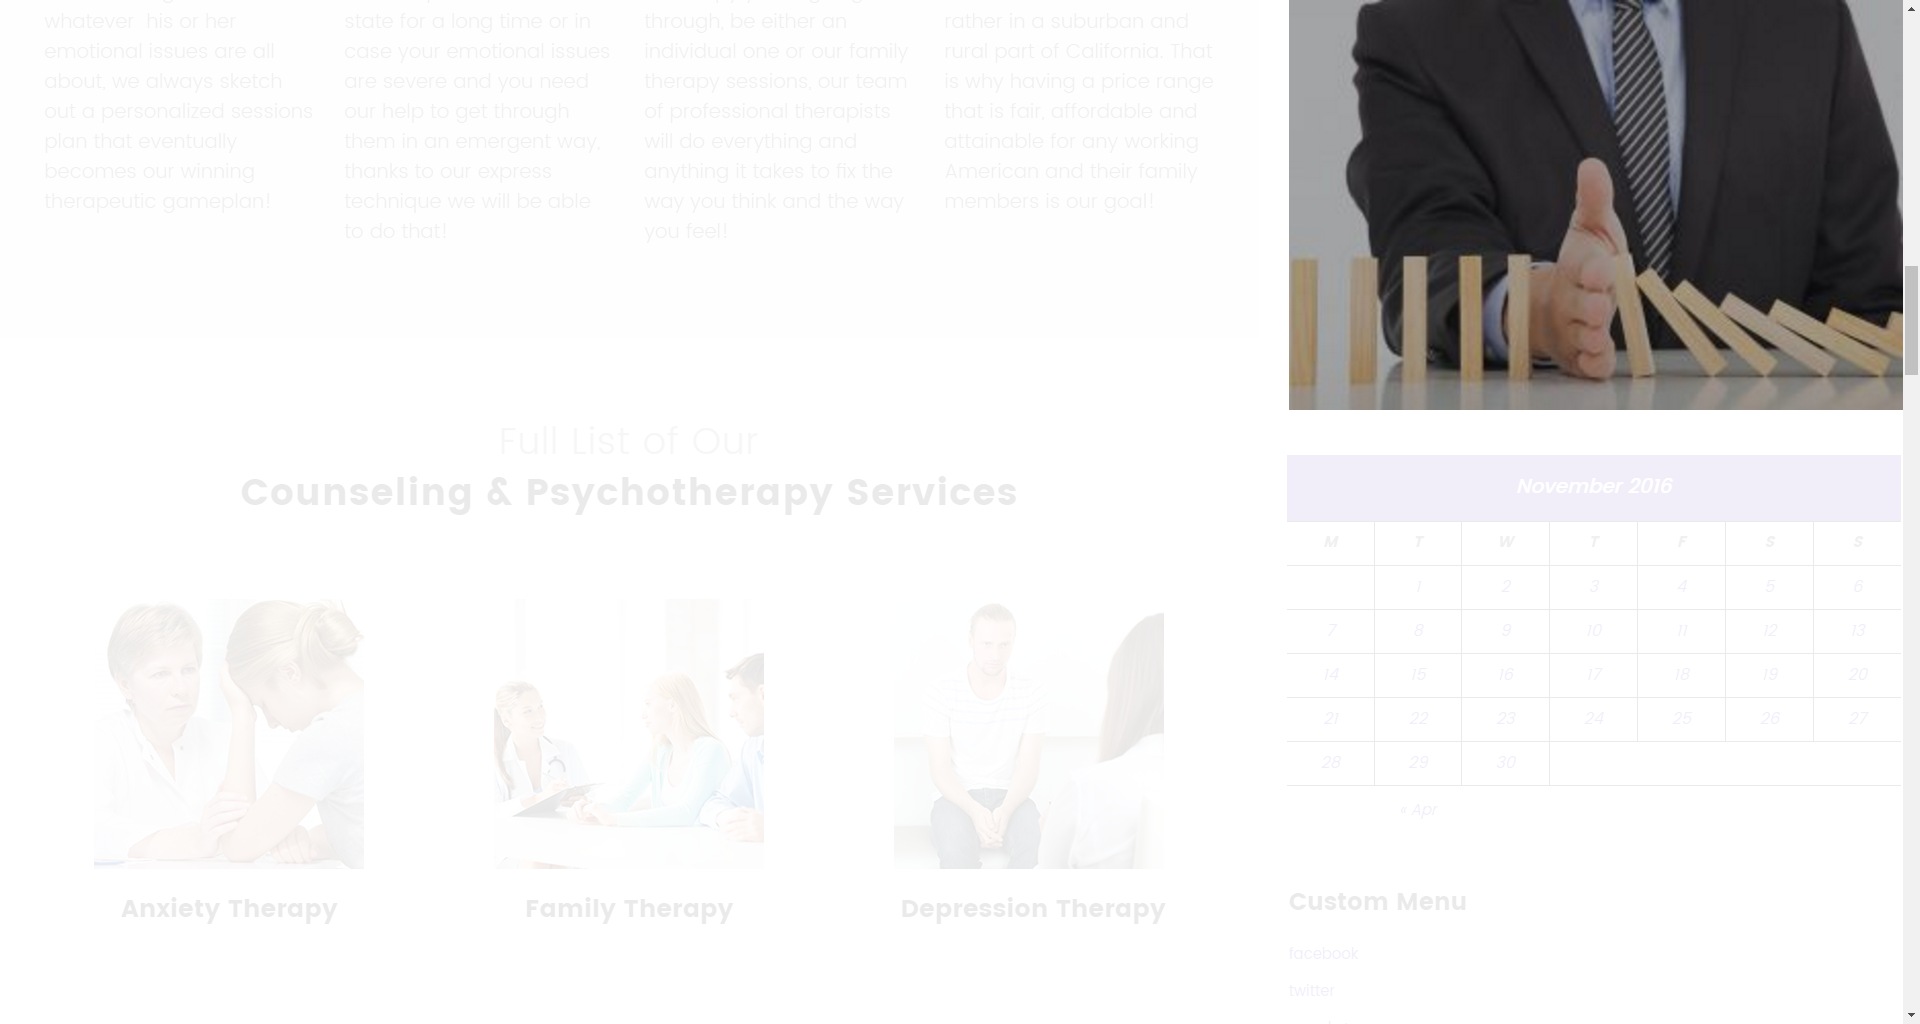 whatever  his or her
emotional issues are all
about, we always sketch
out a personalized sessions
plan that eventually
becomes our winning
therapeutic gameplan!
state for a long time or in
case your emotional issues
are severe and you need
our help to get through
them in an emergent way,
thanks to our express
technique we will be able
to do that!
through, be either an
individual one or our family
therapy sessions, our team
of professional therapists
will do everything and
anything it takes to fix the
way you think and the way
you feel!
rather in a suburban and
rural part of California. That
is why having a price range
that is fair, affordable and
attainable for any working
American and their family
members is our goal!
Full List of Our
Counseling & Psychotherapy Services
Anxiety Therapy
Family Therapy
Depression Therapy
November 2016
M T W T F S S
1 2 3 4 5 6
7 8 9 10 11 12 13
14 15 16 17 18 19 20
21 22 23 24 25 26 27
28 29 30
« Apr
Custom Menu
facebook
twitter